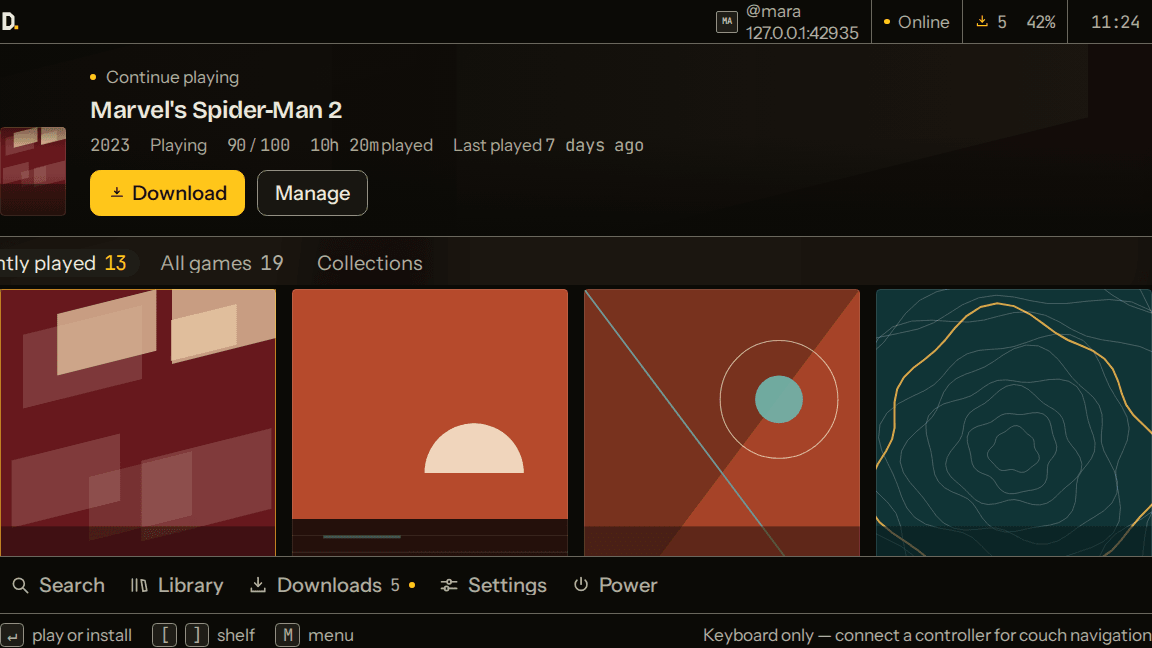 D.
MA
@mara
127.0.0.1:42935
Online
5
42%
11:24
Continue playing
Marvel's Spider-Man 2
2023 Playing 90 / 100 10h 20m played Last played 7 days ago
Download
Manage
ntly played 13
All games 19
Collections
Search
Library
Downloads 5
Settings
Power
play or install
[ ] shelf
M menu
Keyboard only — connect a controller for couch navigation